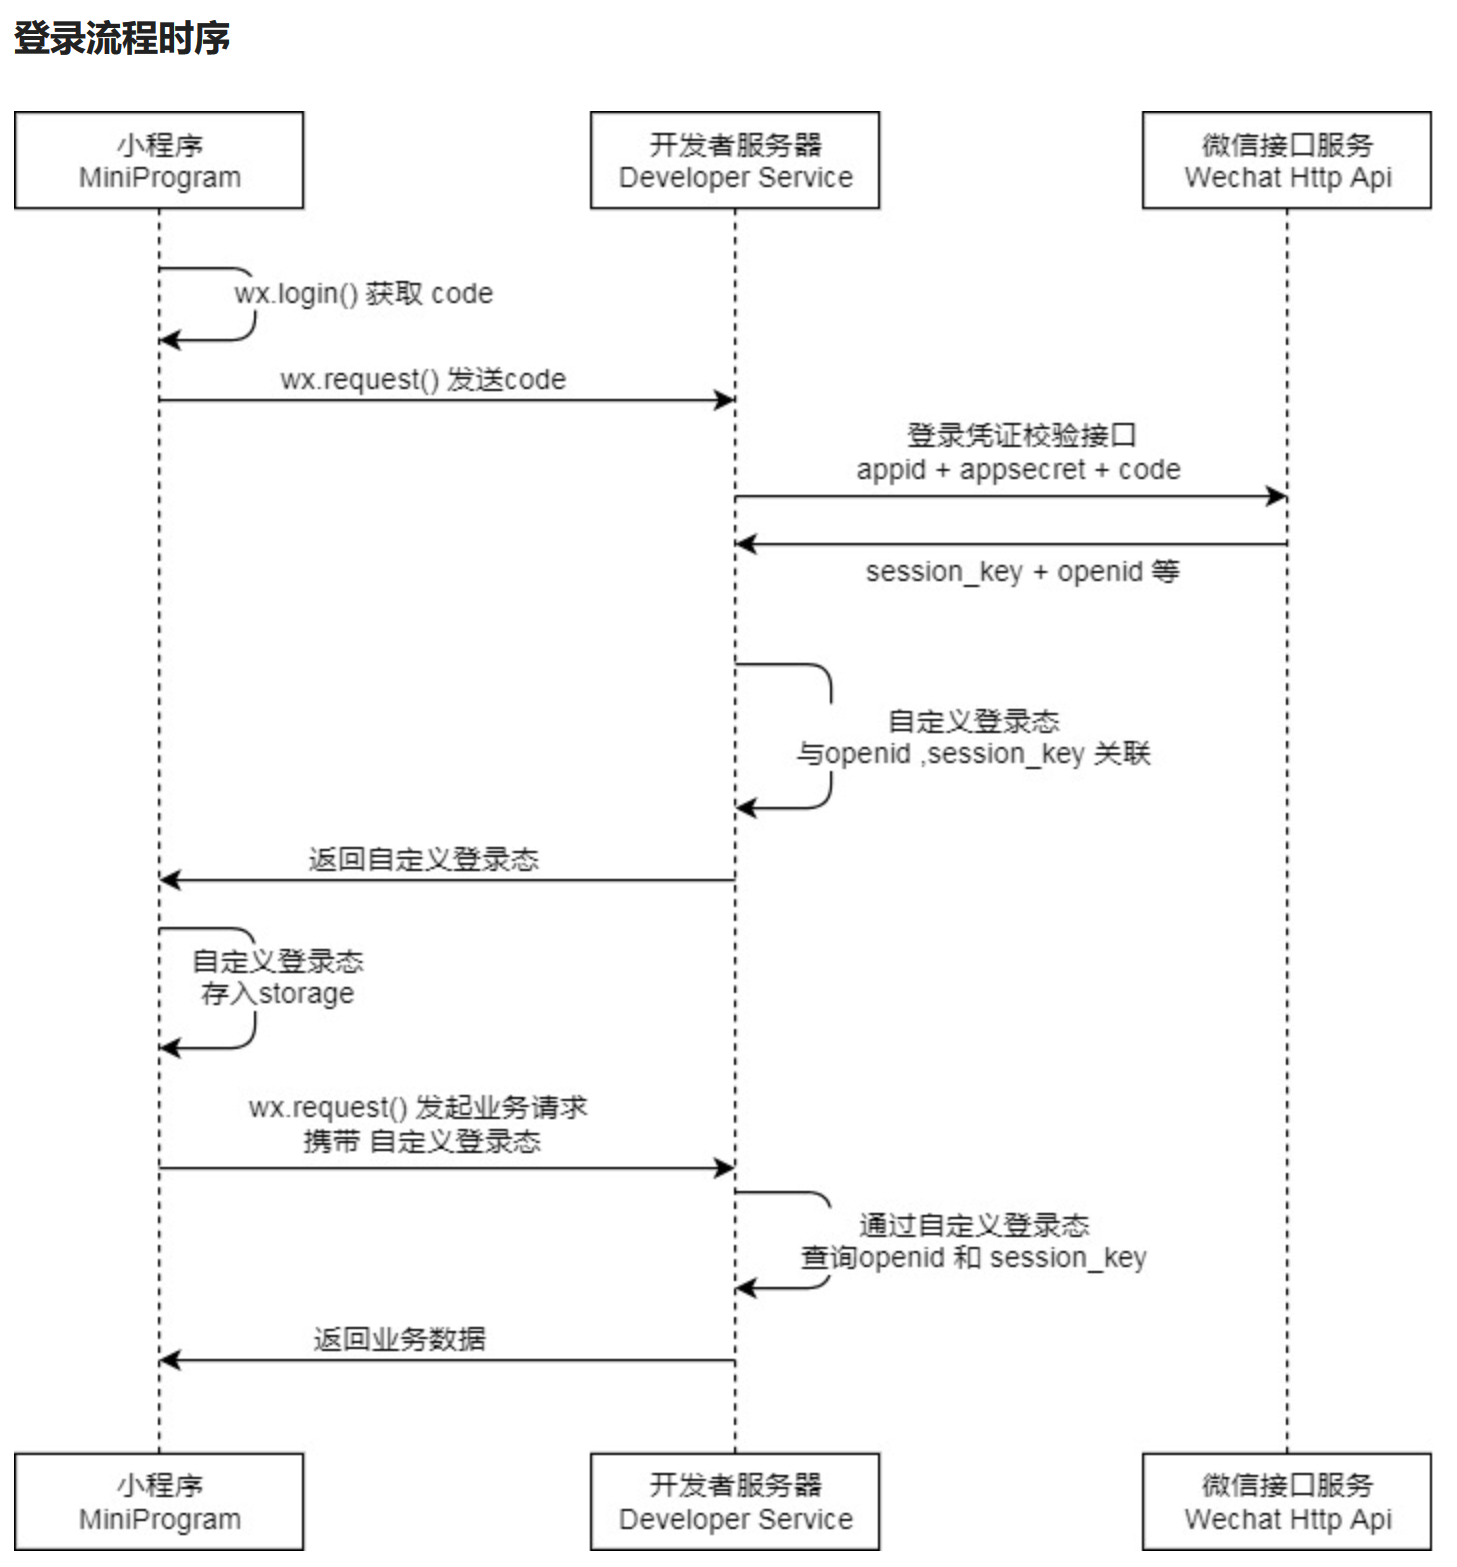 登录流程时序
小程序
MiniProgram
开发者服务器
Developer Service
微信接口服务
Wechat Http Api
wx.login() 获取 code
wx.request() 发送code
登录凭证校验接口
appid + appsecret + code
session_key + openid 等
自定义登录态
与openid ,session_key 关联
返回自定义登录态
自定义登录态
存入storage
wx.request() 发起业务请求
携带 自定义登录态
通过自定义登录态
查询openid 和 session_key
返回业务数据
小程序
MiniProgram
开发者服务器
Developer Service
微信接口服务
Wechat Http Api